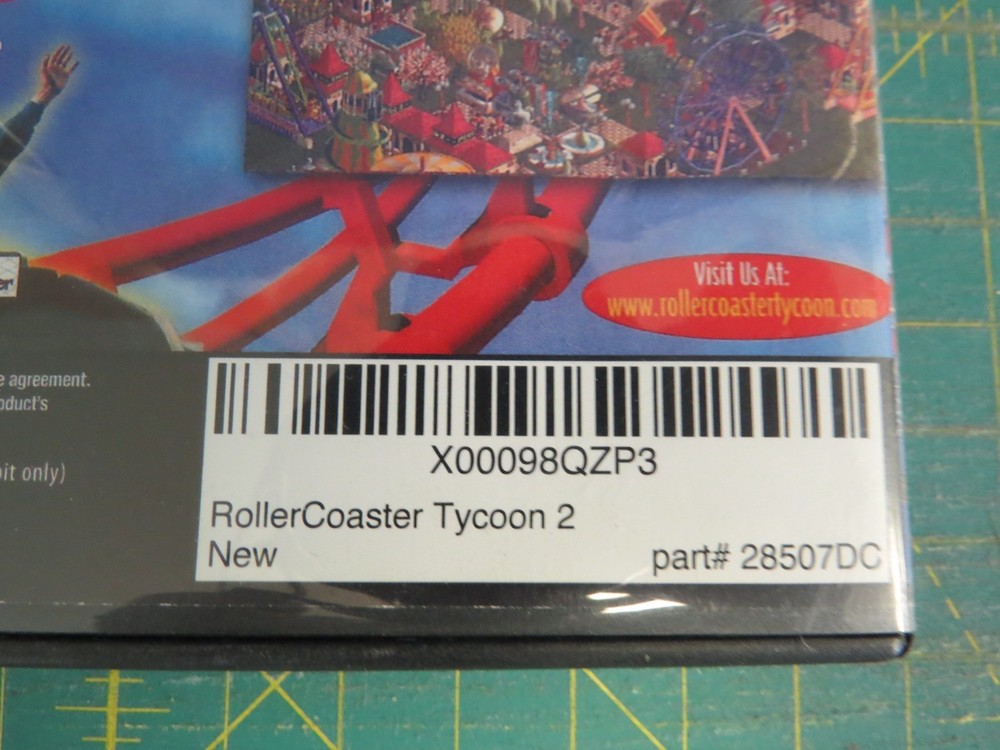 Visit Us At:
www.rollercoastertycoon.com
e agreement.
oduct's
it only)
X00098QZP3
RollerCoaster Tycoon 2
New
part# 28507DC